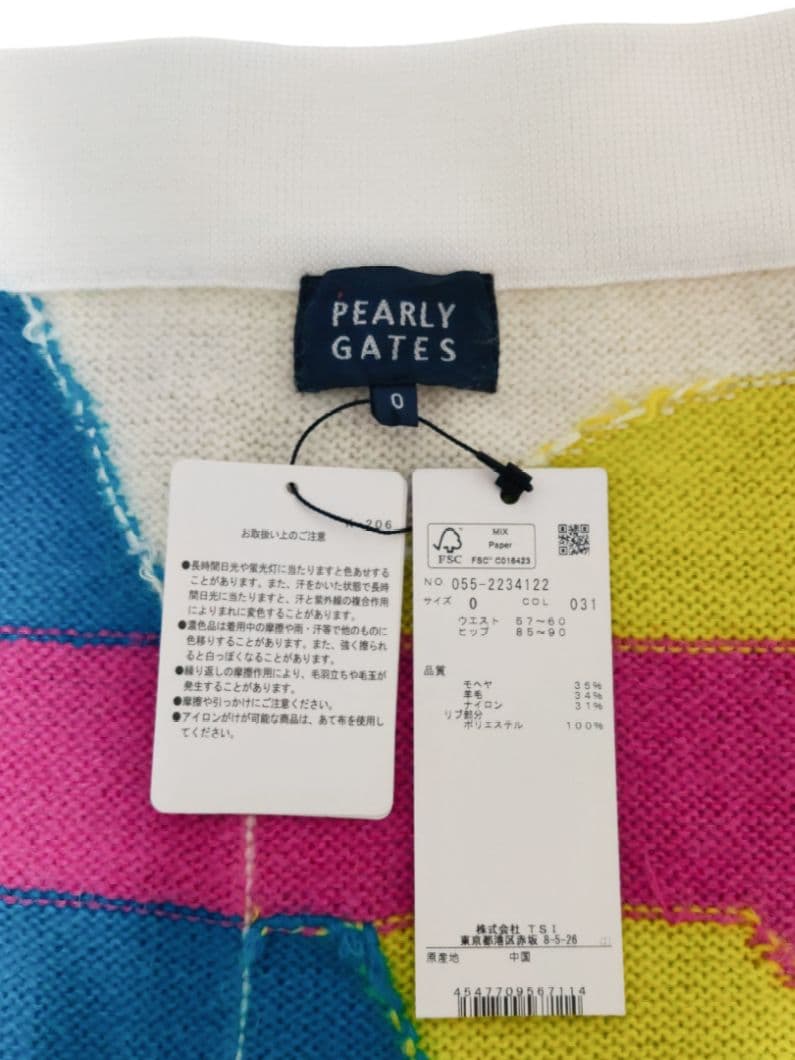 PEARLY
GATES
0
206
お取扱い上のご注意
●長時間日光や蛍光灯に当たりますと色あせする
ことがあります。また、汗をかいた状態で長時
間日光に当たりますと、汗と紫外線の複合作用
によりまれに変色することがあります。
●濃色品は着用中の摩擦や雨・汗等で他のものに
色移りすることがあります。また、強く擦られ
ると白っぽくなることがあります。
●繰り返しの摩擦作用により、毛羽立ちや毛玉が
発生することがあります。
●摩擦や引っかけにご注意ください。
●アイロンがけが可能な商品は、あて布を使用し
てください。
FSC
MIX
Paper
FSC™ C016423
NO 055-2234122
サイズ 0 COL 031
ウエスト 57～60
ヒップ 85～90
品質
モヘヤ 35%
羊毛 34%
ナイロン 31%
リブ部分
ポリエステル 100%
株式会社 TSI
東京都港区赤坂 8-5-26
原産地 中国
4547709567114